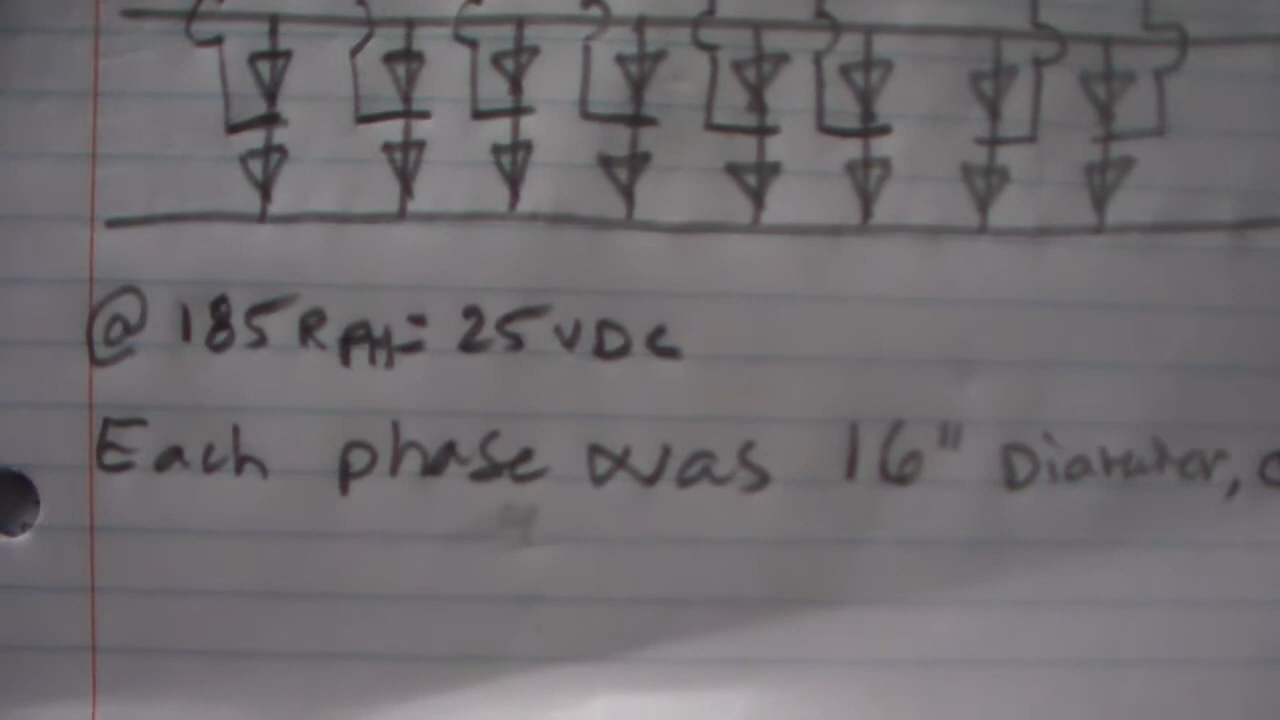 @ 185 RPM = 25 VDC
Each phase was 16" Diameter,